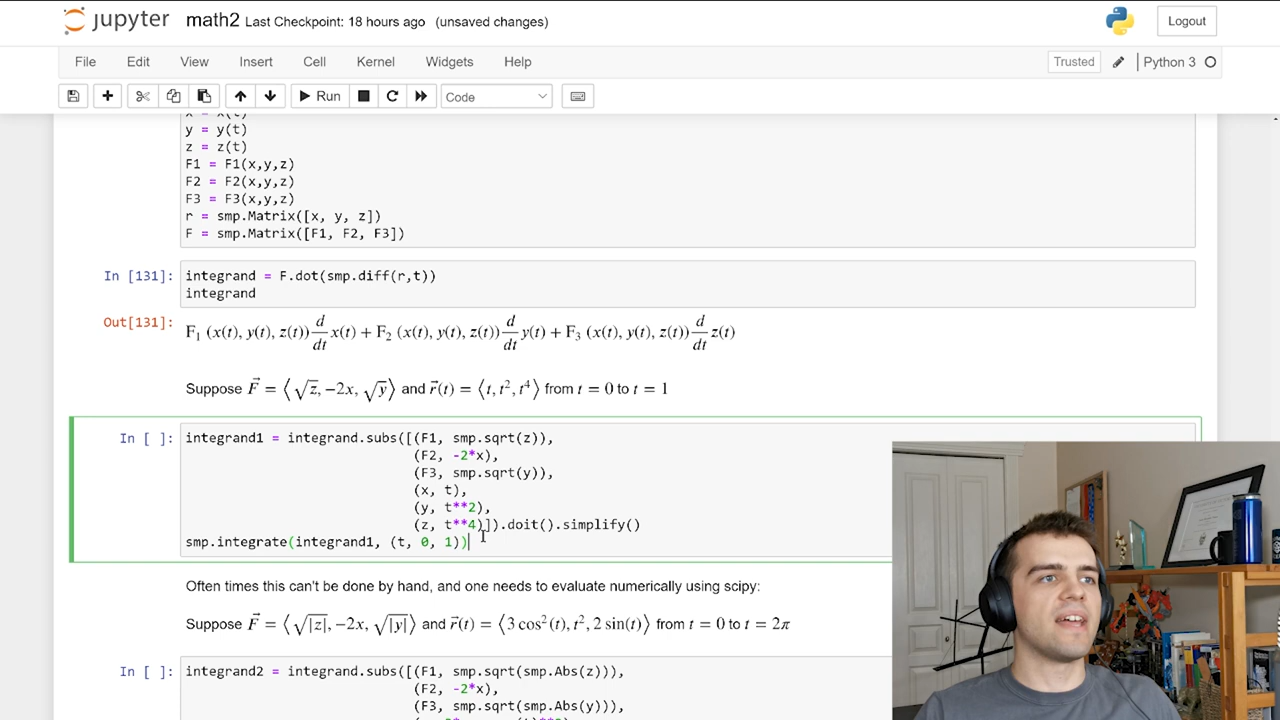 jupyter math2 Last Checkpoint: 18 hours ago (unsaved changes) Logout
File Edit View Insert Cell Kernel Widgets Help Trusted Python 3
Run Code
y = y(t)
z = z(t)
F1 = F1(x,y,z)
F2 = F2(x,y,z)
F3 = F3(x,y,z)
r = smp.Matrix([x, y, z])
F = smp.Matrix([F1, F2, F3])
In [131]: integrand = F.dot(smp.diff(r,t))
integrand
Out[131]: F₁ (x(t), y(t), z(t)) d/dt x(t) + F₂ (x(t), y(t), z(t)) d/dt y(t) + F₃ (x(t), y(t), z(t)) d/dt z(t)
Suppose F⃗ = ⟨√z, −2x, √y⟩ and r⃗(t) = ⟨t, t², t⁴⟩ from t = 0 to t = 1
In [ ]: integrand1 = integrand.subs([(F1, smp.sqrt(z)),
(F2, -2*x),
(F3, smp.sqrt(y)),
(x, t),
(y, t**2),
(z, t**4)]).doit().simplify()
smp.integrate(integrand1, (t, 0, 1))
Often times this can't be done by hand, and one needs to evaluate numerically using scipy:
Suppose F⃗ = ⟨√|z|, −2x, √|y|⟩ and r⃗(t) = ⟨3 cos²(t), t², 2 sin(t)⟩ from t = 0 to t = 2π
In [ ]: integrand2 = integrand.subs([(F1, smp.sqrt(smp.Abs(z))),
(F2, -2*x),
(F3, smp.sqrt(smp.Abs(y))),